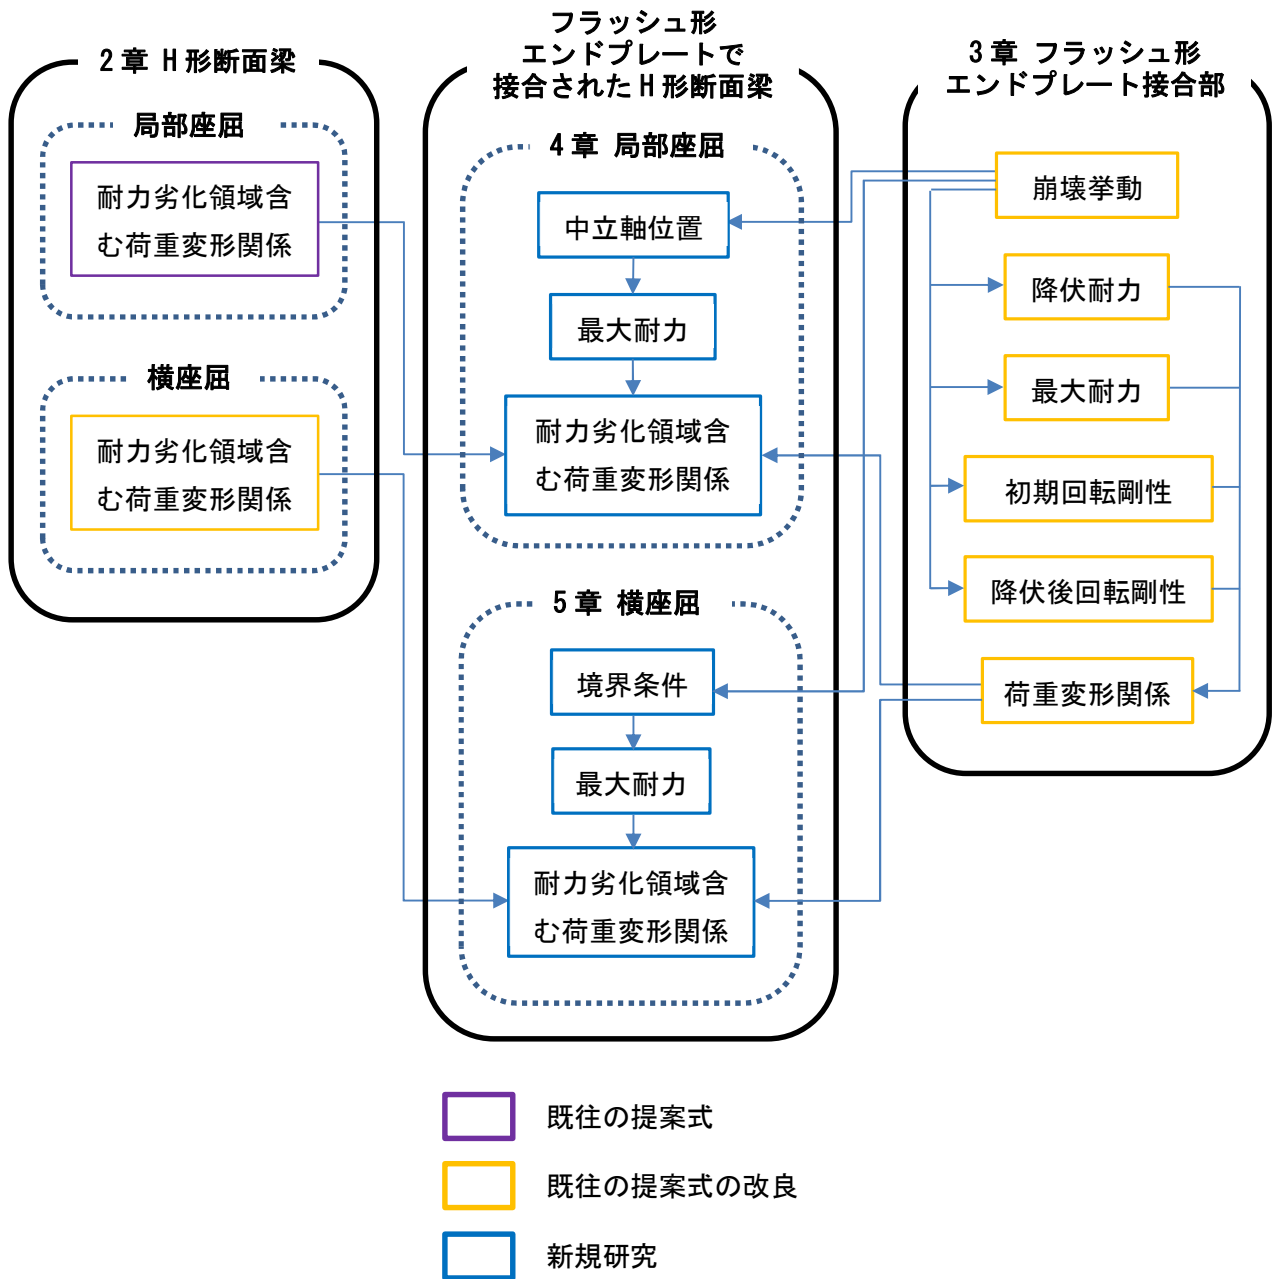 2章 H形断面梁
局部座屈
耐力劣化領域含
む荷重変形関係
横座屈
耐力劣化領域含
む荷重変形関係
フラッシュ形
エンドプレートで
接合されたH形断面梁
4章 局部座屈
中立軸位置
最大耐力
耐力劣化領域含
む荷重変形関係
5章 横座屈
境界条件
最大耐力
耐力劣化領域含
む荷重変形関係
3章 フラッシュ形
エンドプレート接合部
崩壊挙動
降伏耐力
最大耐力
初期回転剛性
降伏後回転剛性
荷重変形関係
既往の提案式
既往の提案式の改良
新規研究